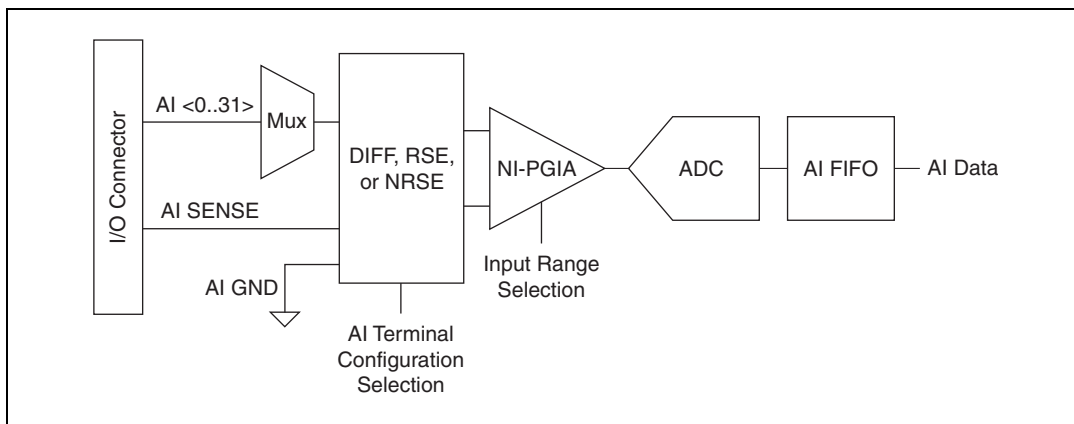 I/O Connector
AI <0..31>
Mux
DIFF, RSE,
or NRSE
NI-PGIA
ADC
AI FIFO
AI Data
AI SENSE
AI GND
Input Range
Selection
AI Terminal
Configuration
Selection